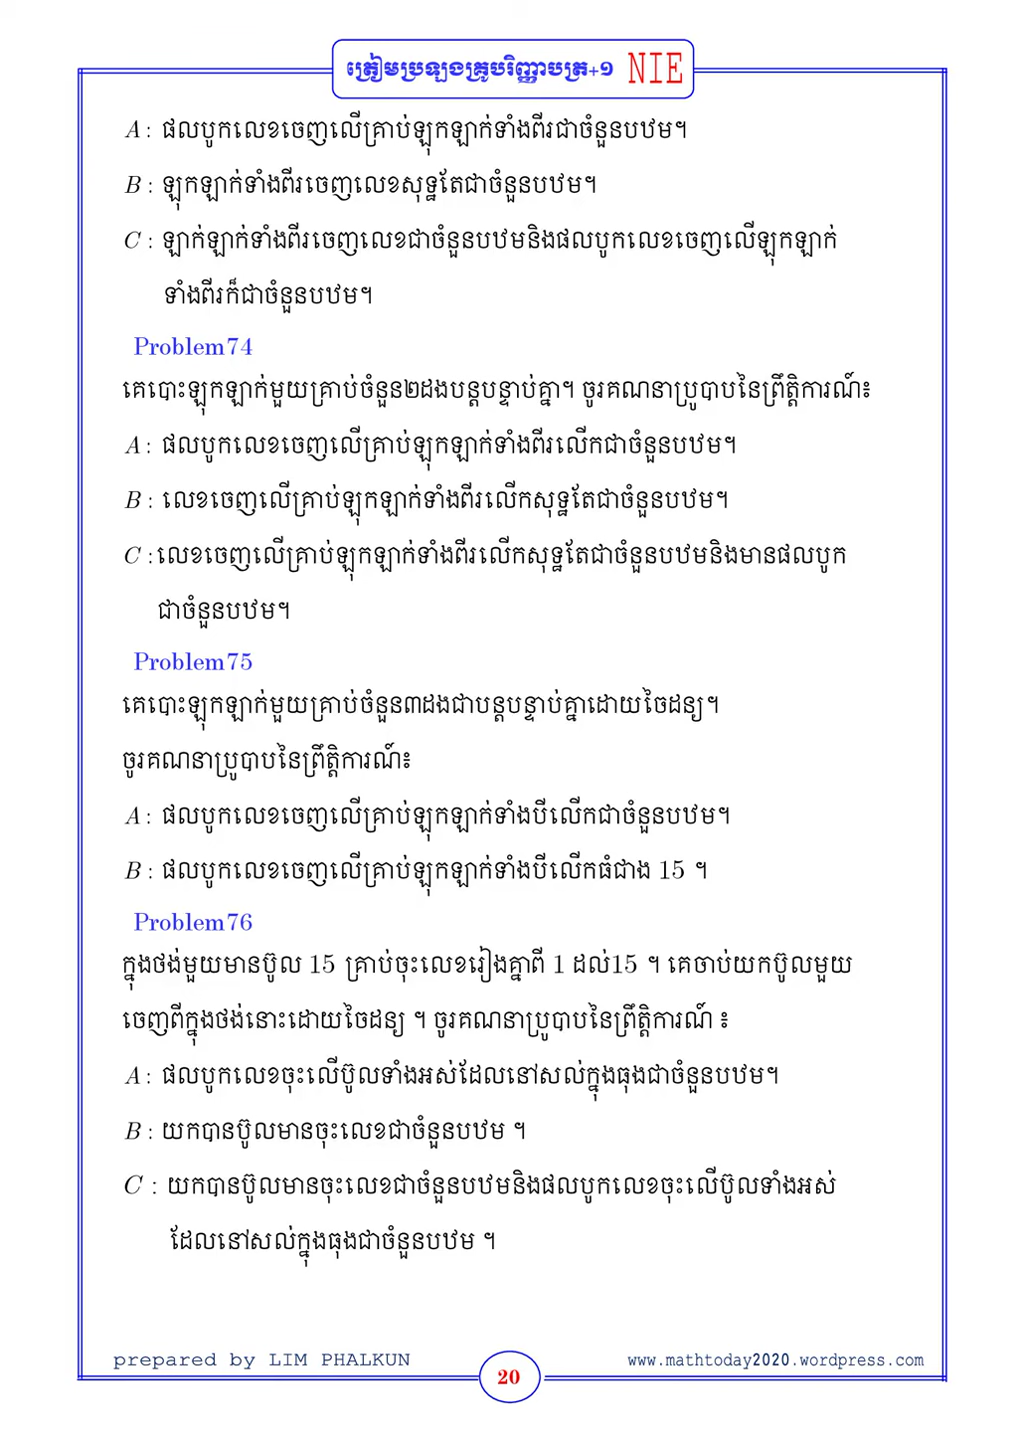 ត្រៀមប្រឡងគ្រូបរិញ្ញាបត្រ+១ NIE
A : ផលបូកលេខចេញលើគ្រាប់ឡុកឡាក់ទាំងពីរជាចំនួនបឋម។
B : ឡុកឡាក់ទាំងពីរចេញលេខសុទ្ឋតែជាចំនួនបឋម។
C : ឡាក់ឡាក់ទាំងពីរចេញលេខជាចំនួនបឋមនិងផលបូកលេខចេញលើឡុកឡាក់
ទាំងពីរក៏ជាចំនួនបឋម។
Problem74
គេបោះឡុកឡាក់មួយគ្រាប់ចំនួន២ដងបន្តបន្ទាប់គ្នា។ ចូរគណនាប្រូបាបនៃព្រឹត្តិការណ៍៖
A : ផលបូកលេខចេញលើគ្រាប់ឡុកឡាក់ទាំងពីរលើកជាចំនួនបឋម។
B : លេខចេញលើគ្រាប់ឡុកឡាក់ទាំងពីរលើកសុទ្ឋតែជាចំនួនបឋម។
C : លេខចេញលើគ្រាប់ឡុកឡាក់ទាំងពីរលើកសុទ្ឋតែជាចំនួនបឋមនិងមានផលបូក
ជាចំនួនបឋម។
Problem75
គេបោះឡុកឡាក់មួយគ្រាប់ចំនួន៣ដងជាបន្តបន្ទាប់គ្នាដោយចៃដន្យ។
ចូរគណនាប្រូបាបនៃព្រឹត្តិការណ៍៖
A : ផលបូកលេខចេញលើគ្រាប់ឡុកឡាក់ទាំងបីលើកជាចំនួនបឋម។
B : ផលបូកលេខចេញលើគ្រាប់ឡុកឡាក់ទាំងបីលើកធំជាង 15 ។
Problem76
ក្នុងថង់មួយមានប៊ូល 15 គ្រាប់ចុះលេខរៀងគ្នាពី 1 ដល់15 ។ គេចាប់យកប៊ូលមួយ
ចេញពីក្នុងថង់នោះដោយចៃដន្យ ។ ចូរគណនាប្រូបាបនៃព្រឹត្តិការណ៍ ៖
A : ផលបូកលេខចុះលើប៊ូលទាំងអស់ដែលនៅសល់ក្នុងធុងជាចំនួនបឋម។
B : យកបានប៊ូលមានចុះលេខជាចំនួនបឋម ។
C : យកបានប៊ូលមានចុះលេខជាចំនួនបឋមនិងផលបូកលេខចុះលើប៊ូលទាំងអស់
ដែលនៅសល់ក្នុងធុងជាចំនួនបឋម ។
prepared by LIM PHALKUN
20
www.mathtoday2020.wordpress.com